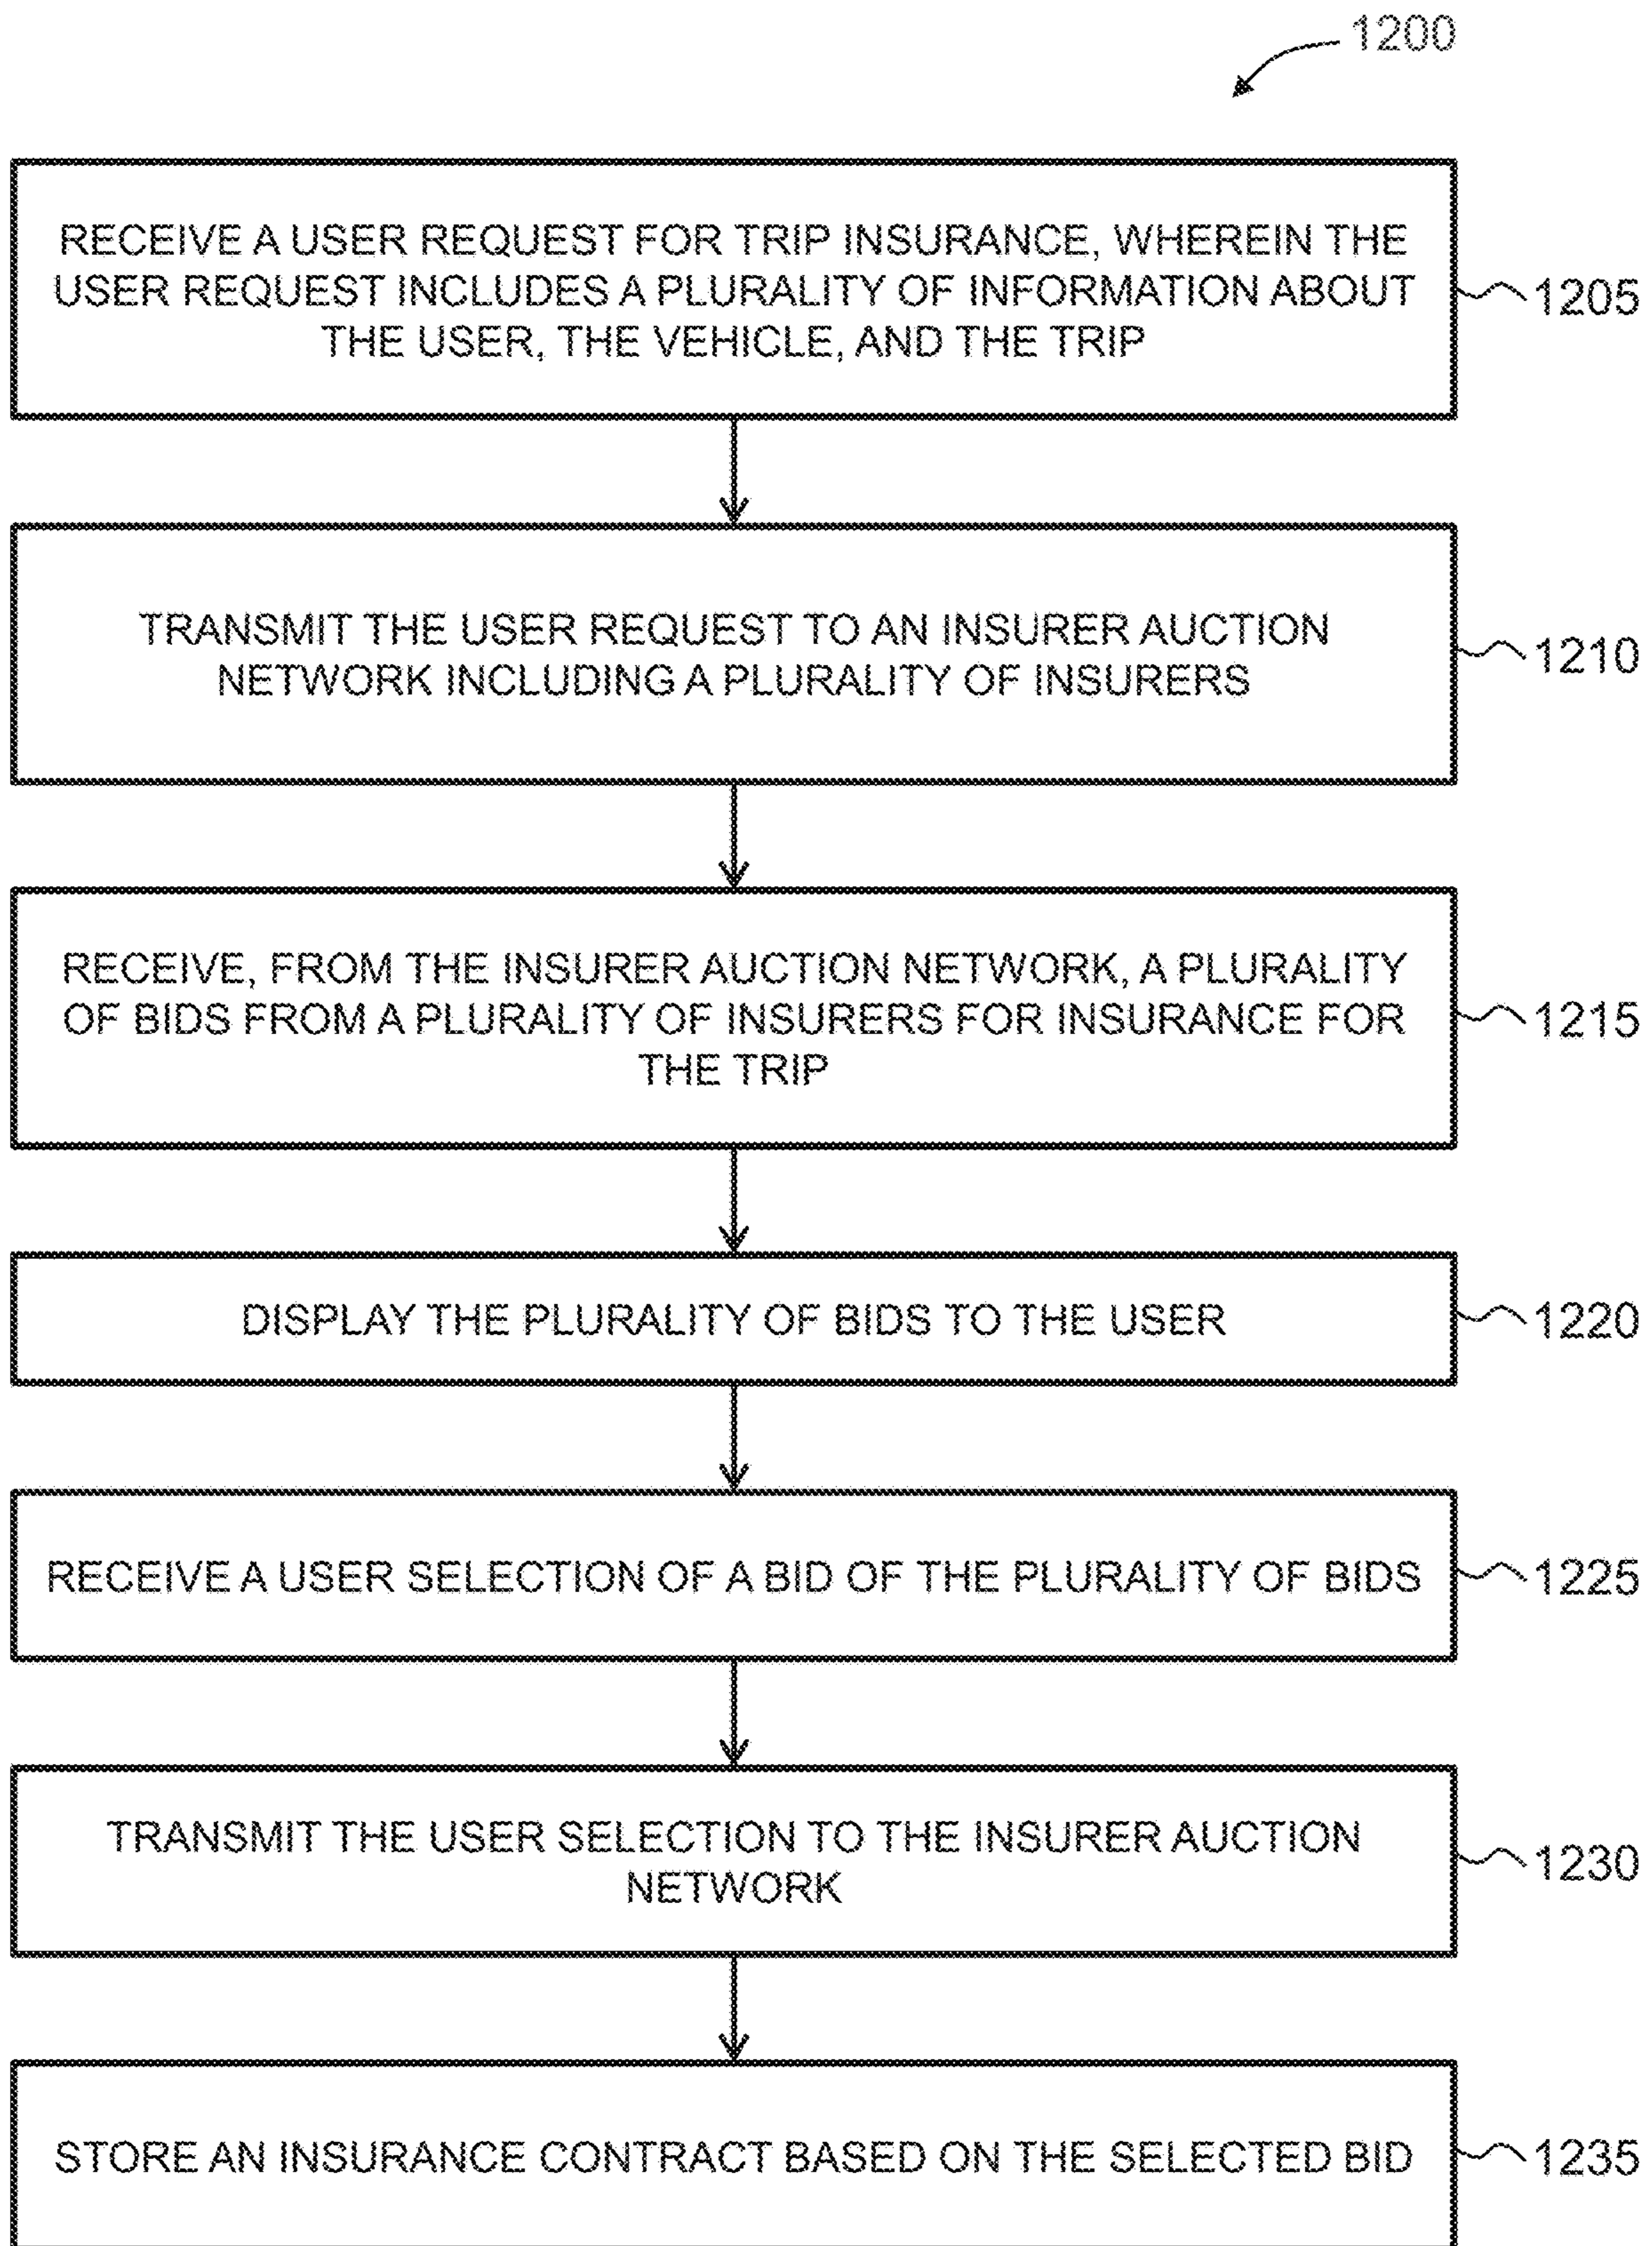 1200
RECEIVE A USER REQUEST FOR TRIP INSURANCE, WHEREIN THE
USER REQUEST INCLUDES A PLURALITY OF INFORMATION ABOUT
THE USER, THE VEHICLE, AND THE TRIP
1205
TRANSMIT THE USER REQUEST TO AN INSURER AUCTION
NETWORK INCLUDING A PLURALITY OF INSURERS
1210
RECEIVE, FROM THE INSURER AUCTION NETWORK, A PLURALITY
OF BIDS FROM A PLURALITY OF INSURERS FOR INSURANCE FOR
THE TRIP
1215
DISPLAY THE PLURALITY OF BIDS TO THE USER
1220
RECEIVE A USER SELECTION OF A BID OF THE PLURALITY OF BIDS
1225
TRANSMIT THE USER SELECTION TO THE INSURER AUCTION
NETWORK
1230
STORE AN INSURANCE CONTRACT BASED ON THE SELECTED BID
1235